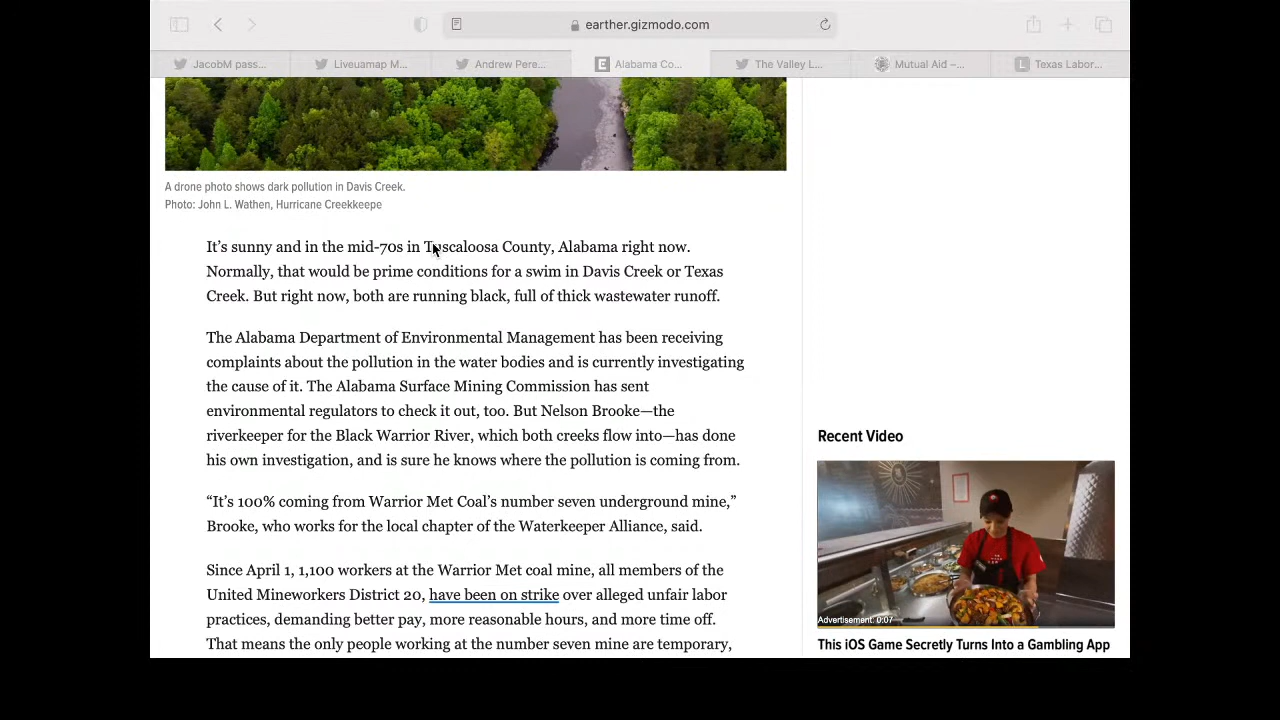 earther.gizmodo.com
JacobM pass...
Liveuamap M...
Andrew Pere...
Alabama Co...
The Valley L...
Mutual Aid –...
Texas Labor...
A drone photo shows dark pollution in Davis Creek.
Photo: John L. Wathen, Hurricane Creekkeepe
It’s sunny and in the mid-70s in Tuscaloosa County, Alabama right now.
Normally, that would be prime conditions for a swim in Davis Creek or Texas
Creek. But right now, both are running black, full of thick wastewater runoff.
The Alabama Department of Environmental Management has been receiving
complaints about the pollution in the water bodies and is currently investigating
the cause of it. The Alabama Surface Mining Commission has sent
environmental regulators to check it out, too. But Nelson Brooke—the
riverkeeper for the Black Warrior River, which both creeks flow into—has done
his own investigation, and is sure he knows where the pollution is coming from.
“It’s 100% coming from Warrior Met Coal’s number seven underground mine,”
Brooke, who works for the local chapter of the Waterkeeper Alliance, said.
Since April 1, 1,100 workers at the Warrior Met coal mine, all members of the
United Mineworkers District 20, have been on strike over alleged unfair labor
practices, demanding better pay, more reasonable hours, and more time off.
That means the only people working at the number seven mine are temporary,
Recent Video
Advertisement: 0:07
This iOS Game Secretly Turns Into a Gambling App